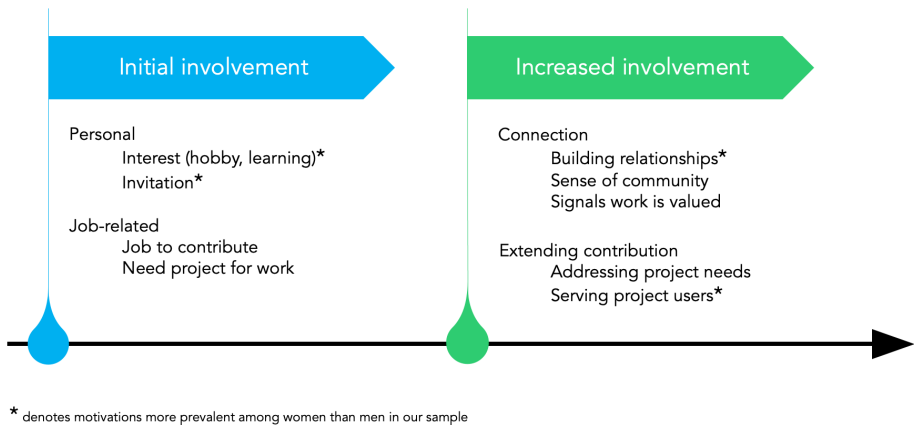 Initial involvement
Personal
Interest (hobby, learning)*
Invitation*
Job-related
Job to contribute
Need project for work
Increased involvement
Connection
Building relationships*
Sense of community
Signals work is valued
Extending contribution
Addressing project needs
Serving project users*
* denotes motivations more prevalent among women than men in our sample